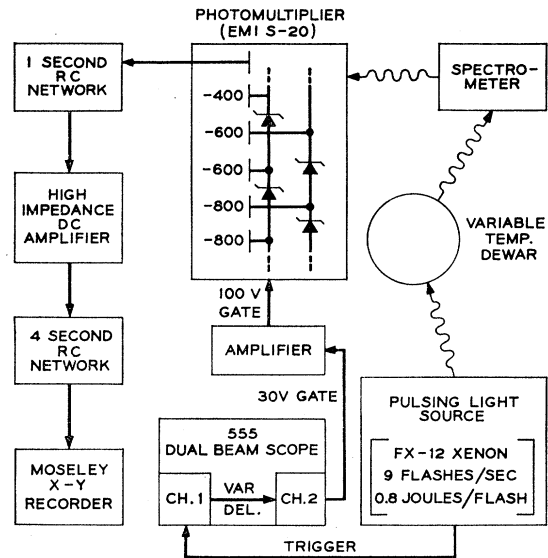 PHOTOMULTIPLIER
(EMI S-20)
1 SECOND
RC
NETWORK
SPECTRO-
METER
-400
-600
-600
-800
-800
HIGH
IMPEDANCE
DC
AMPLIFIER
VARIABLE
TEMP.
DEWAR
100 V
GATE
4 SECOND
RC
NETWORK
AMPLIFIER
30V GATE
PULSING LIGHT
SOURCE
FX-12 XENON
9 FLASHES/SEC
0.8 JOULES/FLASH
555
DUAL BEAM SCOPE
CH.1
VAR
DEL.
CH.2
MOSELEY
X-Y
RECORDER
TRIGGER